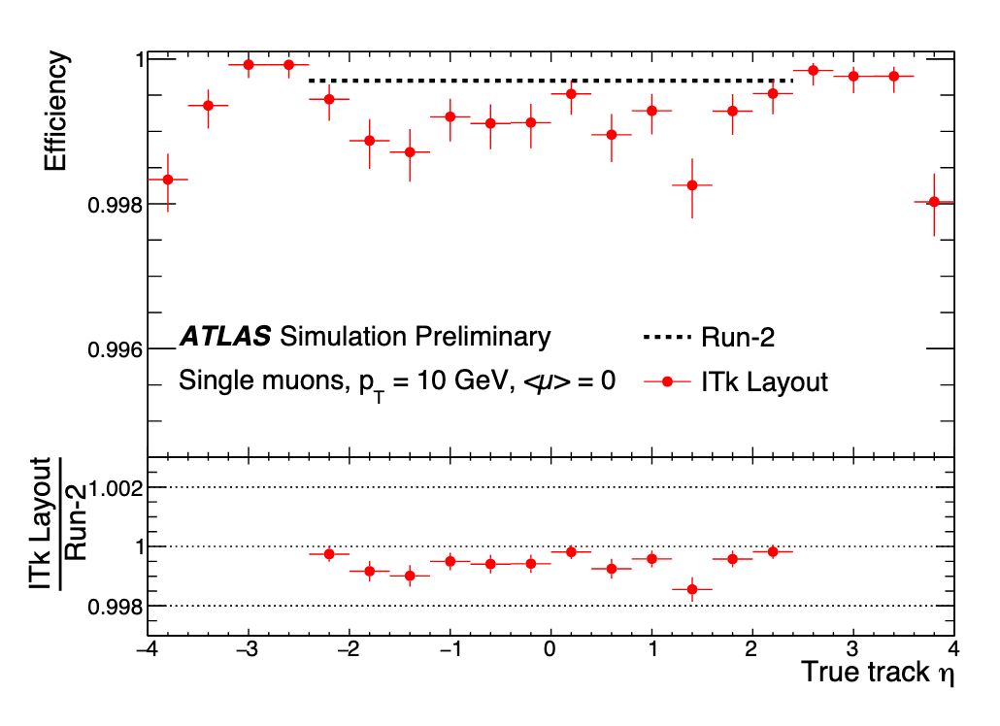 Efficiency
1
0.998
0.996
ATLAS Simulation Preliminary
Single muons, pT = 10 GeV, <μ> = 0
Run-2
ITk Layout
ITk Layout
Run-2
1.002
1
0.998
−4 −3 −2 −1 0 1 2 3 4
True track η